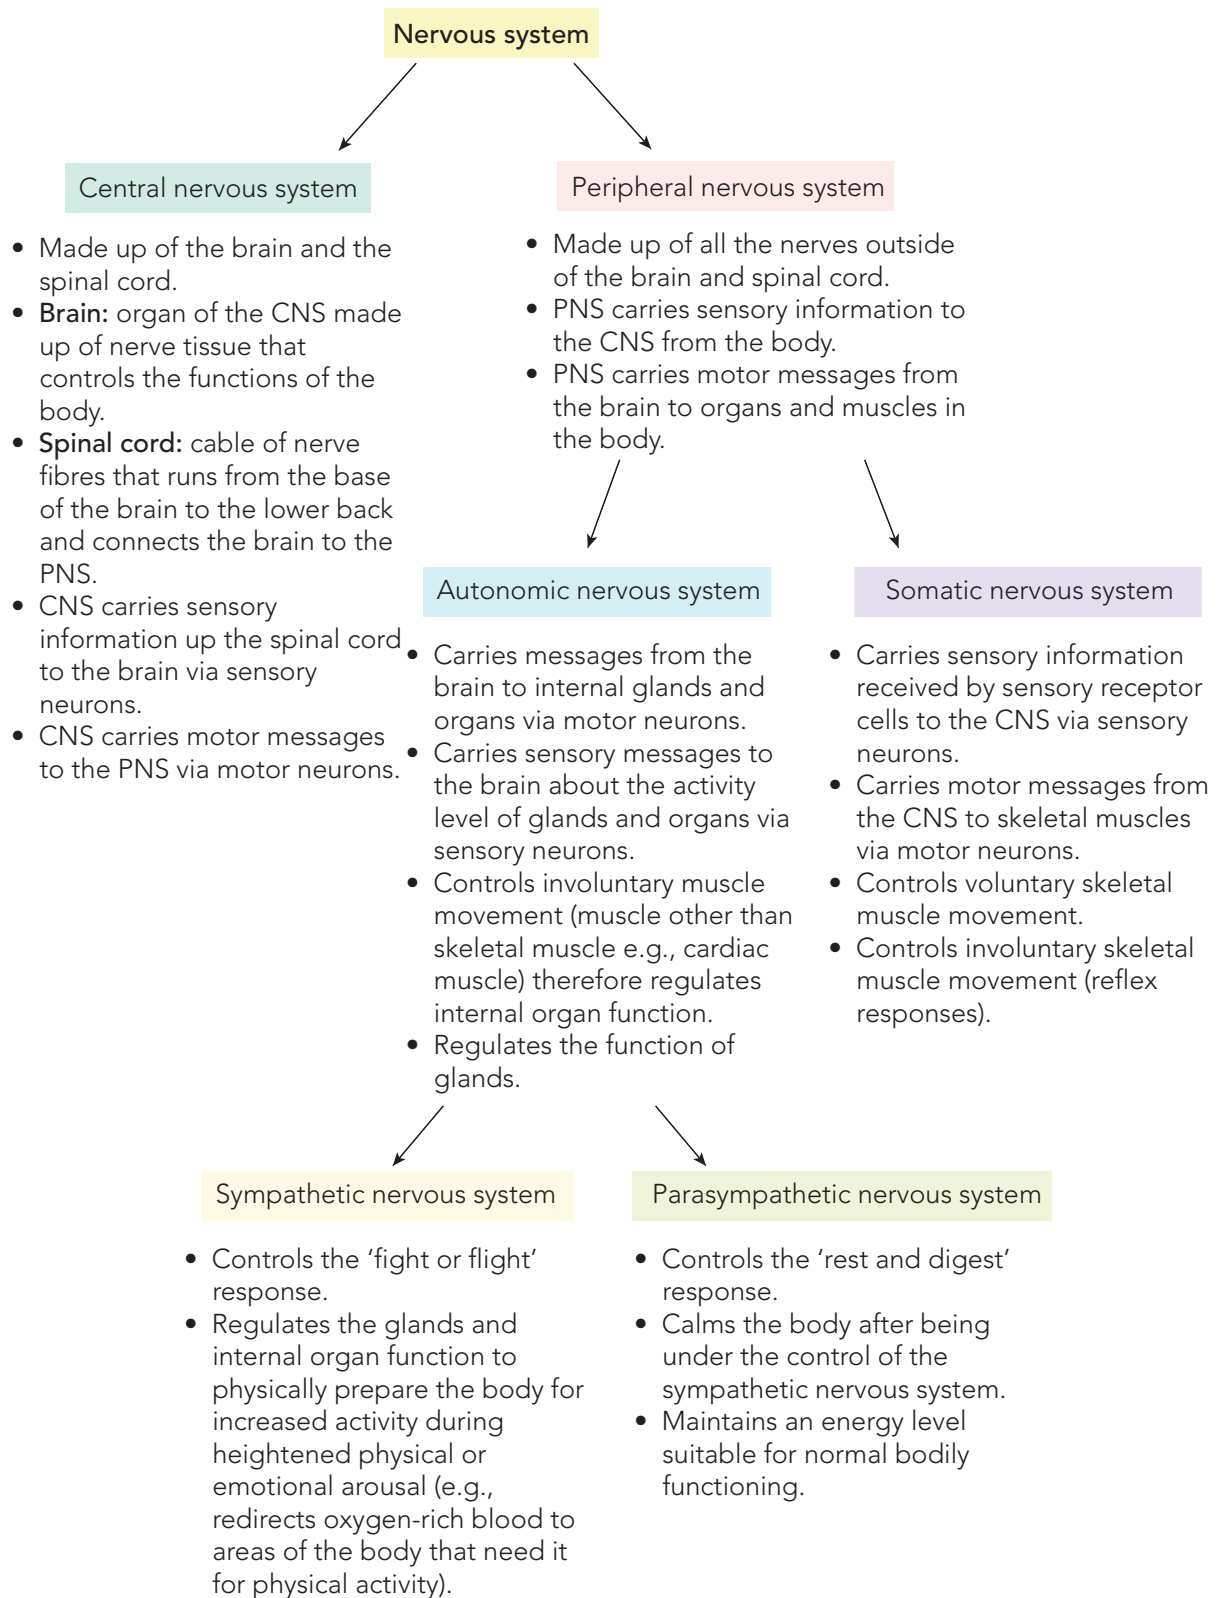 Nervous system
Central nervous system
• Made up of the brain and the
spinal cord.
• Brain: organ of the CNS made
up of nerve tissue that
controls the functions of the
body.
• Spinal cord: cable of nerve
fibres that runs from the base
of the brain to the lower back
and connects the brain to the
PNS.
• CNS carries sensory
information up the spinal cord
to the brain via sensory
neurons.
• CNS carries motor messages
to the PNS via motor neurons.
Peripheral nervous system
• Made up of all the nerves outside
of the brain and spinal cord.
• PNS carries sensory information to
the CNS from the body.
• PNS carries motor messages from
the brain to organs and muscles in
the body.
Autonomic nervous system
• Carries messages from the
brain to internal glands and
organs via motor neurons.
• Carries sensory messages to
the brain about the activity
level of glands and organs via
sensory neurons.
• Controls involuntary muscle
movement (muscle other than
skeletal muscle e.g., cardiac
muscle) therefore regulates
internal organ function.
• Regulates the function of
glands.
Somatic nervous system
• Carries sensory information
received by sensory receptor
cells to the CNS via sensory
neurons.
• Carries motor messages from
the CNS to skeletal muscles
via motor neurons.
• Controls voluntary skeletal
muscle movement.
• Controls involuntary skeletal
muscle movement (reflex
responses).
Sympathetic nervous system
• Controls the ‘fight or flight’
response.
• Regulates the glands and
internal organ function to
physically prepare the body for
increased activity during
heightened physical or
emotional arousal (e.g.,
redirects oxygen-rich blood to
areas of the body that need it
for physical activity).
Parasympathetic nervous system
• Controls the ‘rest and digest’
response.
• Calms the body after being
under the control of the
sympathetic nervous system.
• Maintains an energy level
suitable for normal bodily
functioning.